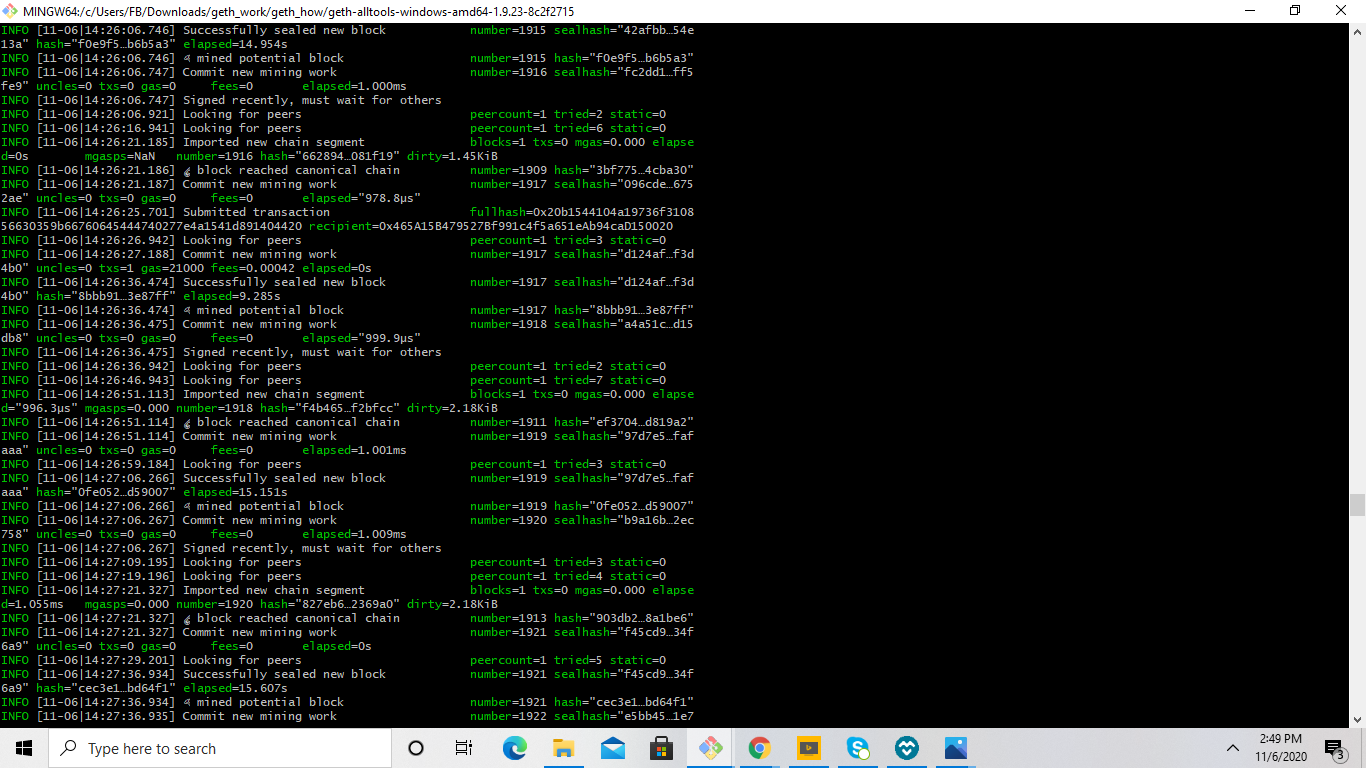 MINGW64:/c/Users/FB/Downloads/geth_work/geth_how/geth-alltools-windows-amd64-1.9.23-8c2f2715
INFO [11-06|14:26:06.746] Successfully sealed new block number=1915 sealhash="42afbb…54e
13a" hash="f0e9f5…b6b5a3" elapsed=14.954s
INFO [11-06|14:26:06.746] mined potential block number=1915 hash="f0e9f5…b6b5a3"
INFO [11-06|14:26:06.747] Commit new mining work number=1916 sealhash="fc2dd1…ff5
fe9" uncles=0 txs=0 gas=0 fees=0 elapsed=1.000ms
INFO [11-06|14:26:06.747] Signed recently, must wait for others
INFO [11-06|14:26:06.921] Looking for peers peercount=1 tried=2 static=0
INFO [11-06|14:26:16.941] Looking for peers peercount=1 tried=6 static=0
INFO [11-06|14:26:21.185] Imported new chain segment blocks=1 txs=0 mgas=0.000 elapse
d=0s mgasps=NaN number=1916 hash="662894…081f19" dirty=1.45KiB
INFO [11-06|14:26:21.186] block reached canonical chain number=1909 hash="3bf775…4cba30"
INFO [11-06|14:26:21.187] Commit new mining work number=1917 sealhash="096cde…675
2ae" uncles=0 txs=0 gas=0 fees=0 elapsed="978.8µs"
INFO [11-06|14:26:25.701] Submitted transaction fullhash=0x20b1544104a19736f3108
56630359b66760645444740277e4a1541d891404420 recipient=0x465A15B479527Bf991c4f5a651eAb94caD150020
INFO [11-06|14:26:26.942] Looking for peers peercount=1 tried=3 static=0
INFO [11-06|14:26:27.188] Commit new mining work number=1917 sealhash="d124af…f3d
4b0" uncles=0 txs=1 gas=21000 fees=0.00042 elapsed=0s
INFO [11-06|14:26:36.474] Successfully sealed new block number=1917 sealhash="d124af…f3d
4b0" hash="8bbb91…3e87ff" elapsed=9.285s
INFO [11-06|14:26:36.474] mined potential block number=1917 hash="8bbb91…3e87ff"
INFO [11-06|14:26:36.475] Commit new mining work number=1918 sealhash="a4a51c…d15
db8" uncles=0 txs=0 gas=0 fees=0 elapsed="999.9µs"
INFO [11-06|14:26:36.475] Signed recently, must wait for others
INFO [11-06|14:26:36.942] Looking for peers peercount=1 tried=2 static=0
INFO [11-06|14:26:46.943] Looking for peers peercount=1 tried=7 static=0
INFO [11-06|14:26:51.113] Imported new chain segment blocks=1 txs=0 mgas=0.000 elapse
d="996.3µs" mgasps=0.000 number=1918 hash="f4b465…f2bfcc" dirty=2.18KiB
INFO [11-06|14:26:51.114] block reached canonical chain number=1911 hash="ef3704…d819a2"
INFO [11-06|14:26:51.114] Commit new mining work number=1919 sealhash="97d7e5…faf
aaa" uncles=0 txs=0 gas=0 fees=0 elapsed=1.001ms
INFO [11-06|14:26:59.184] Looking for peers peercount=1 tried=3 static=0
INFO [11-06|14:27:06.266] Successfully sealed new block number=1919 sealhash="97d7e5…faf
aaa" hash="0fe052…d59007" elapsed=15.151s
INFO [11-06|14:27:06.267] mined potential block number=1919 hash="0fe052…d59007"
INFO [11-06|14:27:06.267] Commit new mining work number=1920 sealhash="b9a16b…2ec
758" uncles=0 txs=0 gas=0 fees=0 elapsed=1.009ms
INFO [11-06|14:27:06.267] Signed recently, must wait for others
INFO [11-06|14:27:09.195] Looking for peers peercount=1 tried=3 static=0
INFO [11-06|14:27:19.196] Looking for peers peercount=1 tried=4 static=0
INFO [11-06|14:27:21.327] Imported new chain segment blocks=1 txs=0 mgas=0.000 elapse
d=1.055ms mgasps=0.000 number=1920 hash="827eb6…2369a0" dirty=2.18KiB
INFO [11-06|14:27:21.327] block reached canonical chain number=1913 hash="903db2…8a1be6"
INFO [11-06|14:27:21.327] Commit new mining work number=1921 sealhash="f45cd9…34f
6a9" uncles=0 txs=0 gas=0 fees=0 elapsed=0s
INFO [11-06|14:27:29.201] Looking for peers peercount=1 tried=5 static=0
INFO [11-06|14:27:36.934] Successfully sealed new block number=1921 sealhash="f45cd9…34f
6a9" hash="cec3e1…bd64f1" elapsed=15.607s
INFO [11-06|14:27:36.934] mined potential block number=1921 hash="cec3e1…bd64f1"
INFO [11-06|14:27:36.935] Commit new mining work number=1922 sealhash="e5bb45…1e7
Type here to search
2:49 PM
11/6/2020
3